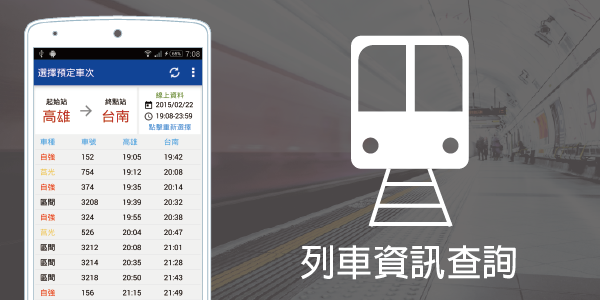 68% 7:08
選擇預定車次
起始站 終點站 線上資料
高雄 台南 2015/02/22
19:08-23:59
點擊重新選擇
車種 車號 高雄 台南
自強 152 19:05 19:42
莒光 754 19:12 20:08
自強 374 19:35 20:14
區間 3208 19:39 20:32
自強 324 19:55 20:38
莒光 526 20:04 20:47
區間 3212 20:08 21:01
區間 3214 20:35 21:28
區間 3218 20:50 21:43
自強 156 21:15 21:49
列車資訊查詢